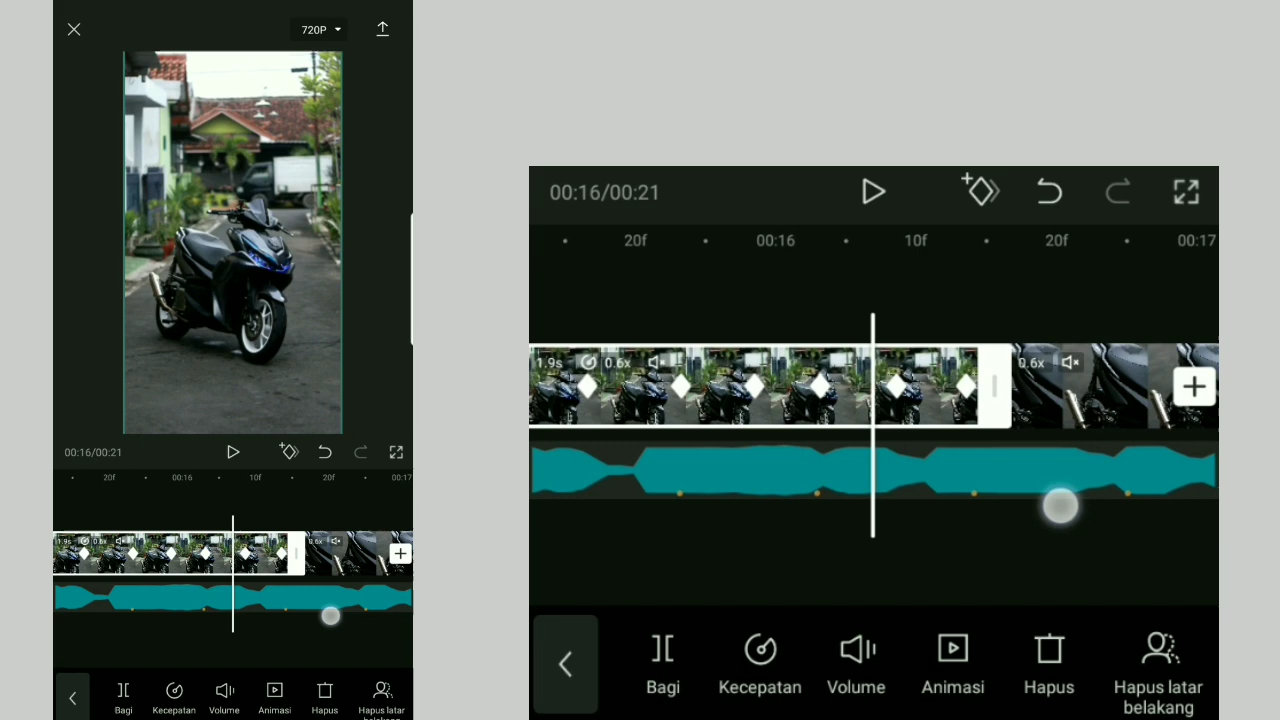 720P
00:16/00:21
20f
00:16
10f
20f
00:17
1.9s
0.6x
0.6x
Bagi
Kecepatan
Volume
Animasi
Hapus
Hapus latar
belakang
00:16/00:21
20f
00:16
10f
20f
00:17
1.9s
0.6x
0.6x
Bagi
Kecepatan
Volume
Animasi
Hapus
Hapus latar
belakang